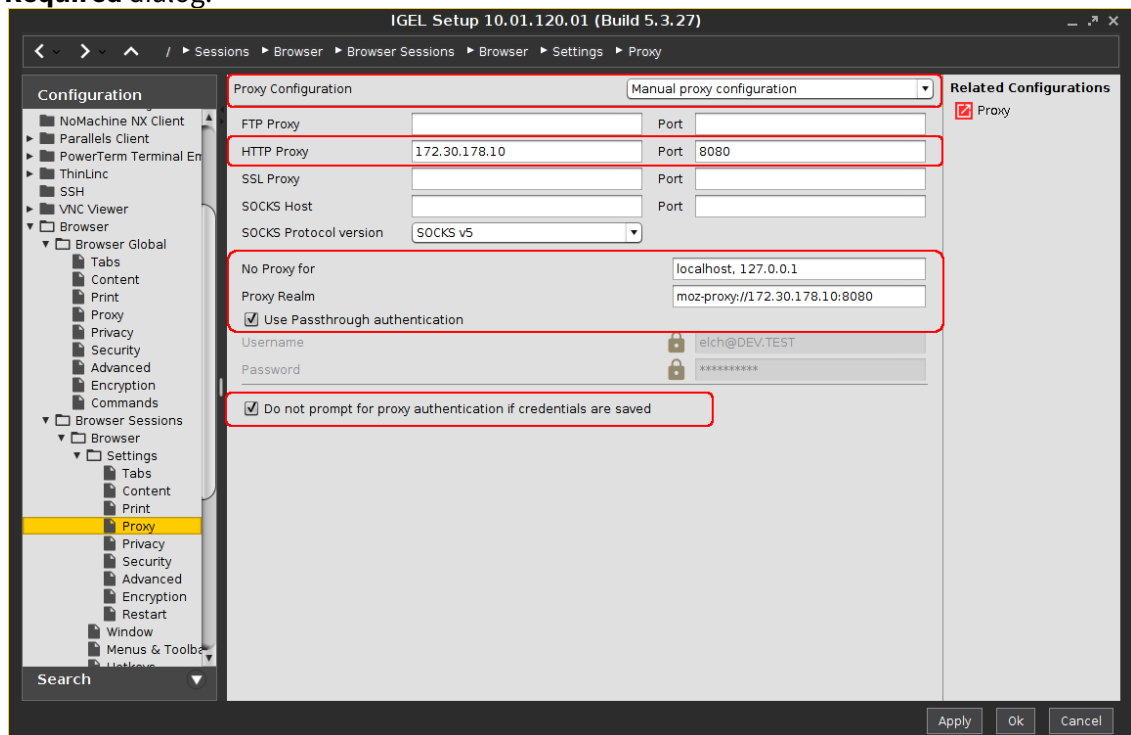 Required dialog.
IGEL Setup 10.01.120.01 (Build 5.3.27)
/ Sessions Browser Browser Sessions Browser Settings Proxy
Configuration
NoMachine NX Client
Parallels Client
PowerTerm Terminal Em
ThinLinc
SSH
VNC Viewer
Browser
Browser Global
Tabs
Content
Print
Proxy
Privacy
Security
Advanced
Encryption
Commands
Browser Sessions
Browser
Settings
Tabs
Content
Print
Proxy
Privacy
Security
Advanced
Encryption
Restart
Window
Menus & Toolba
Hotkeys
Search
Proxy Configuration Manual proxy configuration
FTP Proxy Port
HTTP Proxy 172.30.178.10 Port 8080
SSL Proxy Port
SOCKS Host Port
SOCKS Protocol version SOCKS v5
No Proxy for localhost, 127.0.0.1
Proxy Realm moz-proxy://172.30.178.10:8080
Use Passthrough authentication
Username elch@DEV.TEST
Password **********
Do not prompt for proxy authentication if credentials are saved
Related Configurations
Proxy
Apply Ok Cancel